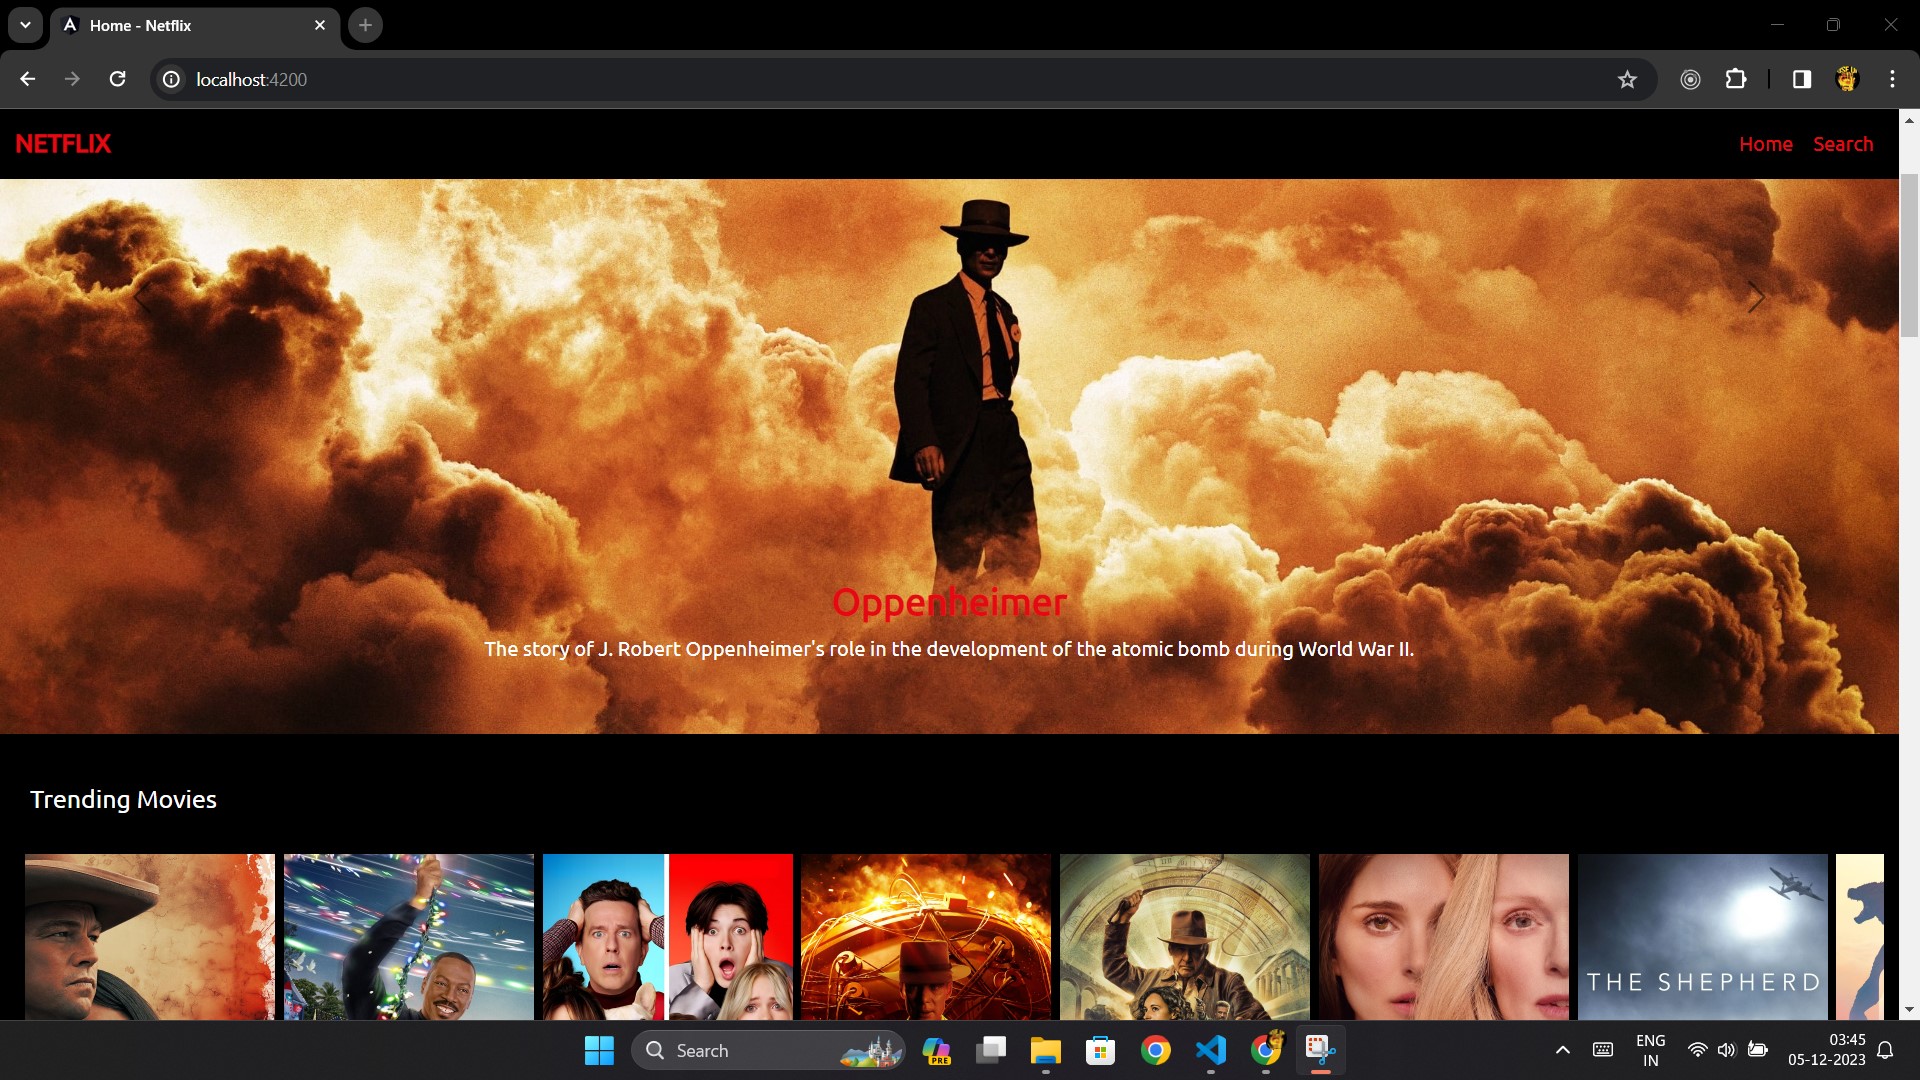 Home - Netflix
localhost:4200
NETFLIX
Home Search
Oppenheimer
The story of J. Robert Oppenheimer's role in the development of the atomic bomb during World War II.
Trending Movies
THE SHEPHERD
Search
PRE
ENG
IN
03:45
05-12-2023